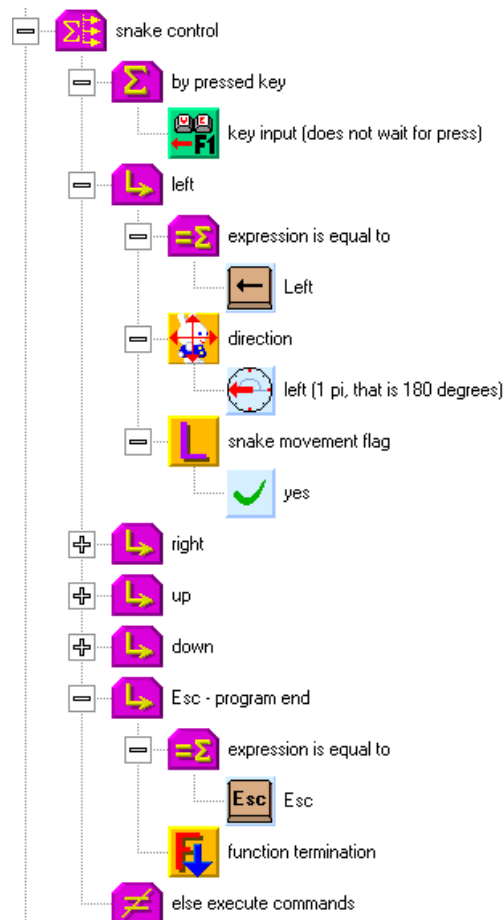 snake control
by pressed key
F1 key input (does not wait for press)
left
expression is equal to
Left
direction
left (1 pi, that is 180 degrees)
snake movement flag
yes
right
up
down
Esc - program end
expression is equal to
Esc Esc
function termination
else execute commands